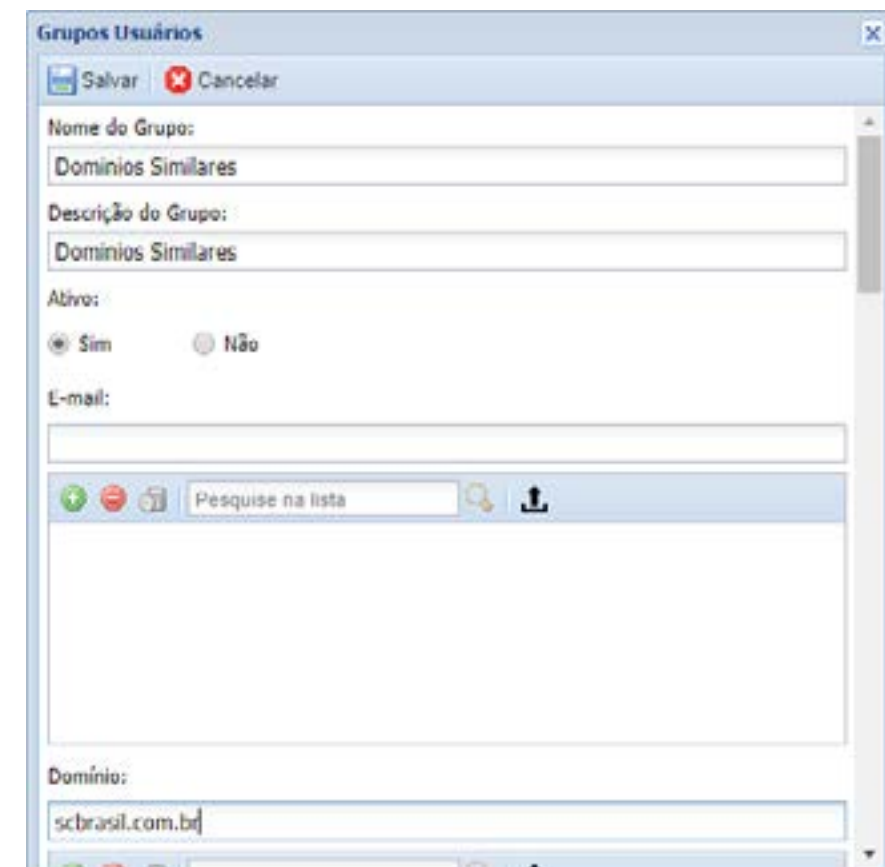 Grupos Usuários
Salvar Cancelar
Nome do Grupo:
Dominios Similares
Descrição do Grupo:
Dominios Similares
Ativo:
Sim Não
E-mail:
Pesquise na lista
Domínio:
scbrasil.com.br